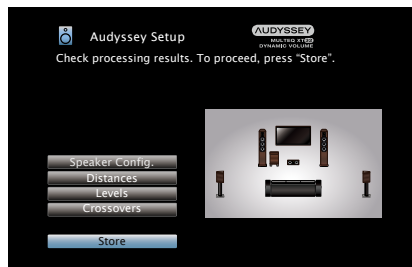 Audyssey Setup
AUDYSSEY
MULTEQ XT32
DYNAMIC VOLUME
Check processing results. To proceed, press “Store”.
Speaker Config.
Distances
Levels
Crossovers
Store